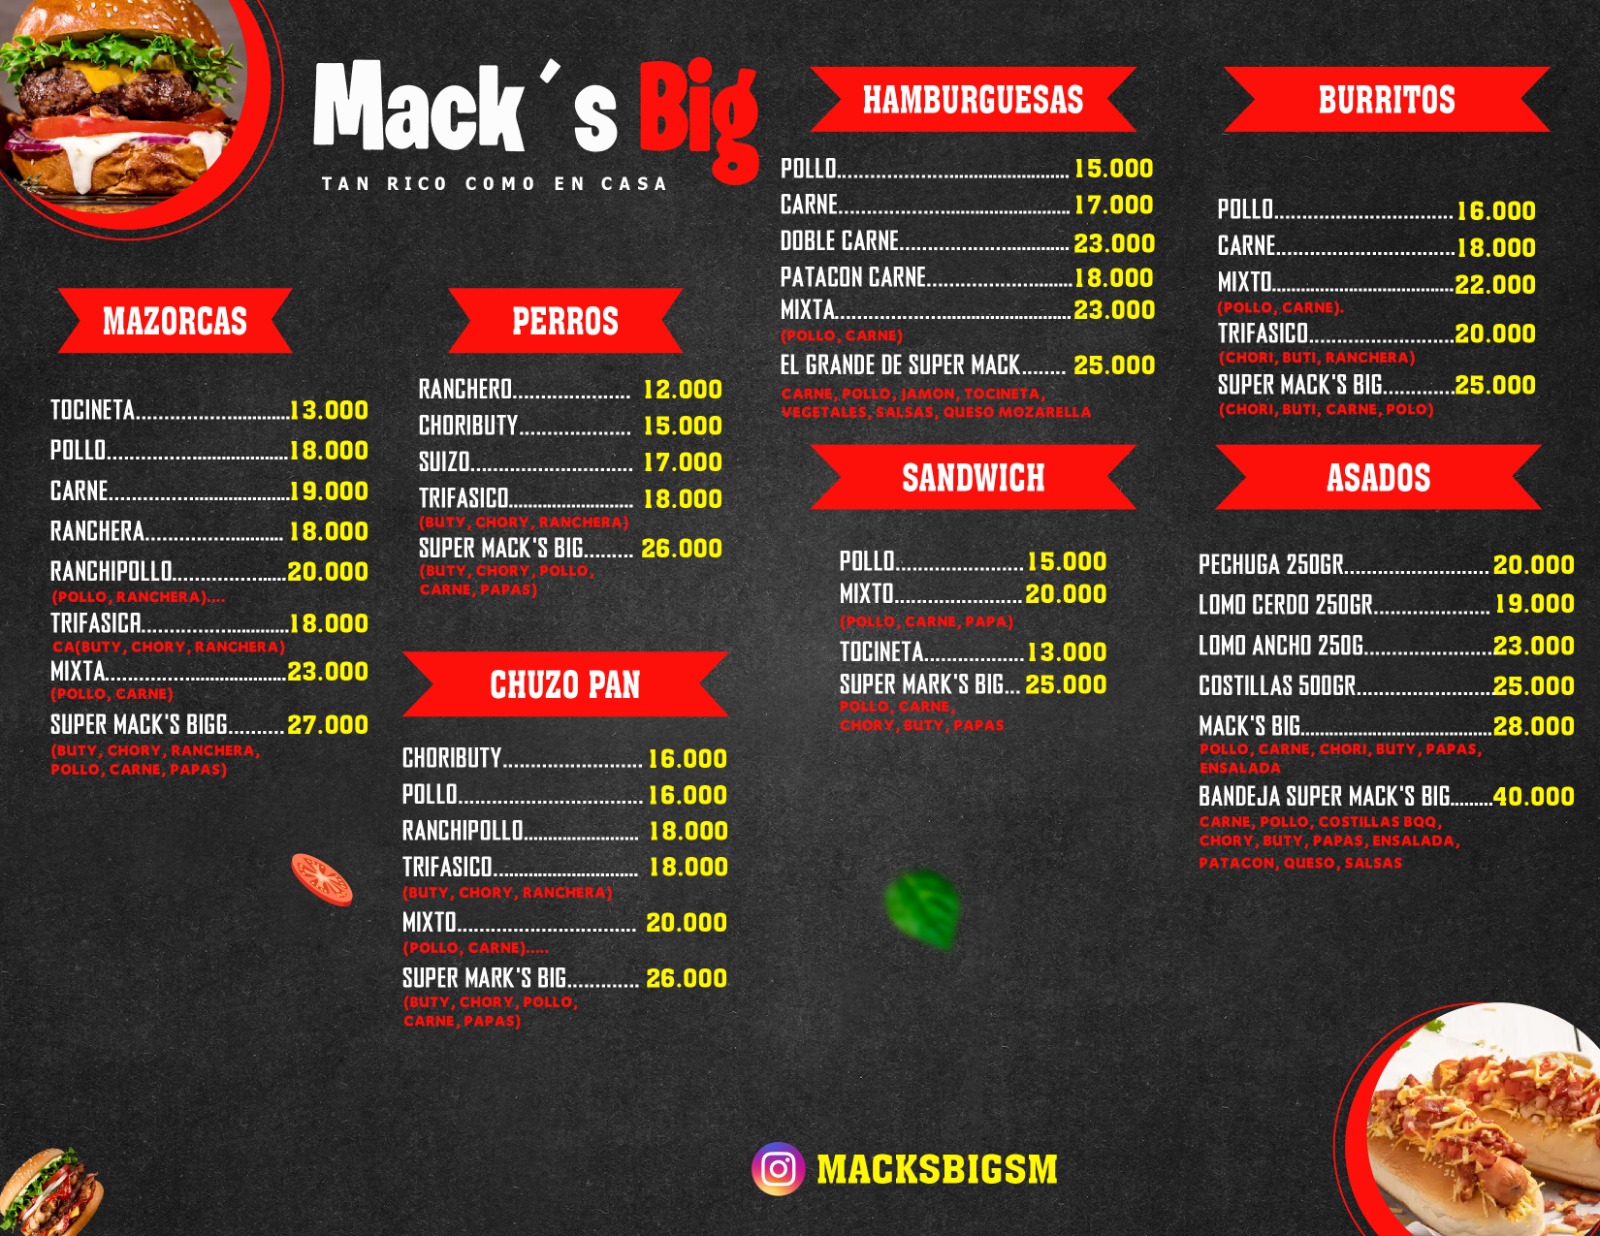 Mack´s Big
TAN RICO COMO EN CASA
MAZORCAS
TOCINETA............................13.000
POLLO.................................18.000
CARNE.................................19.000
RANCHERA......................... 18.000
RANCHIPOLLO.....................20.000
(POLLO, RANCHERA)....
TRIFASICA...........................18.000
CA(BUTY, CHORY, RANCHERA)
MIXTA.................................23.000
(POLLO, CARNE)
SUPER MACK'S BIGG..........27.000
(BUTY, CHORY, RANCHERA,
POLLO, CARNE, PAPAS)
PERROS
RANCHERO...................... 12.000
CHORIBUTY..................... 15.000
SUIZO.............................. 17.000
TRIFASICO....................... 18.000
(BUTY, CHORY, RANCHERA)
SUPER MACK'S BIG......... 26.000
(BUTY, CHORY, POLLO,
CARNE, PAPAS)
CHUZO PAN
CHORIBUTY.......................... 16.000
POLLO.................................. 16.000
RANCHIPOLLO..................... 18.000
TRIFASICO........................... 18.000
(BUTY, CHORY, RANCHERA)
MIXTO................................. 20.000
(POLLO, CARNE).....
SUPER MARK'S BIG............. 26.000
(BUTY, CHORY, POLLO,
CARNE, PAPAS)
HAMBURGUESAS
POLLO........................................... 15.000
CARNE........................................... 17.000
DOBLE CARNE................................ 23.000
PATACON CARNE...........................18.000
MIXTA............................................23.000
(POLLO, CARNE)
EL GRANDE DE SUPER MACK........ 25.000
CARNE, POLLO, JAMON, TOCINETA,
VEGETALES, SALSAS, QUESO MOZARELLA
SANDWICH
POLLO........................15.000
MIXTO........................20.000
(POLLO, CARNE, PAPA)
TOCINETA................... 13.000
SUPER MARK'S BIG... 25.000
POLLO, CARNE,
CHORY, BUTY, PAPAS
BURRITOS
POLLO................................. 16.000
CARNE.................................18.000
MIXTO.................................22.000
(POLLO, CARNE).
TRIFASICO...........................20.000
(CHORI, BUTI, RANCHERA)
SUPER MACK'S BIG.............25.000
(CHORI, BUTI, CARNE, POLO)
ASADOS
PECHUGA 250GR........................... 20.000
LOMO CERDO 250GR...................... 19.000
LOMO ANCHO 250G........................23.000
COSTILLAS 500GR.........................25.000
MACK'S BIG...................................28.000
POLLO, CARNE, CHORI, BUTY, PAPAS,
ENSALADA
BANDEJA SUPER MACK'S BIG........40.000
CARNE, POLLO, COSTILLAS BQQ,
CHORY, BUTY, PAPAS, ENSALADA,
PATACON, QUESO, SALSAS
MACKSBIGSM